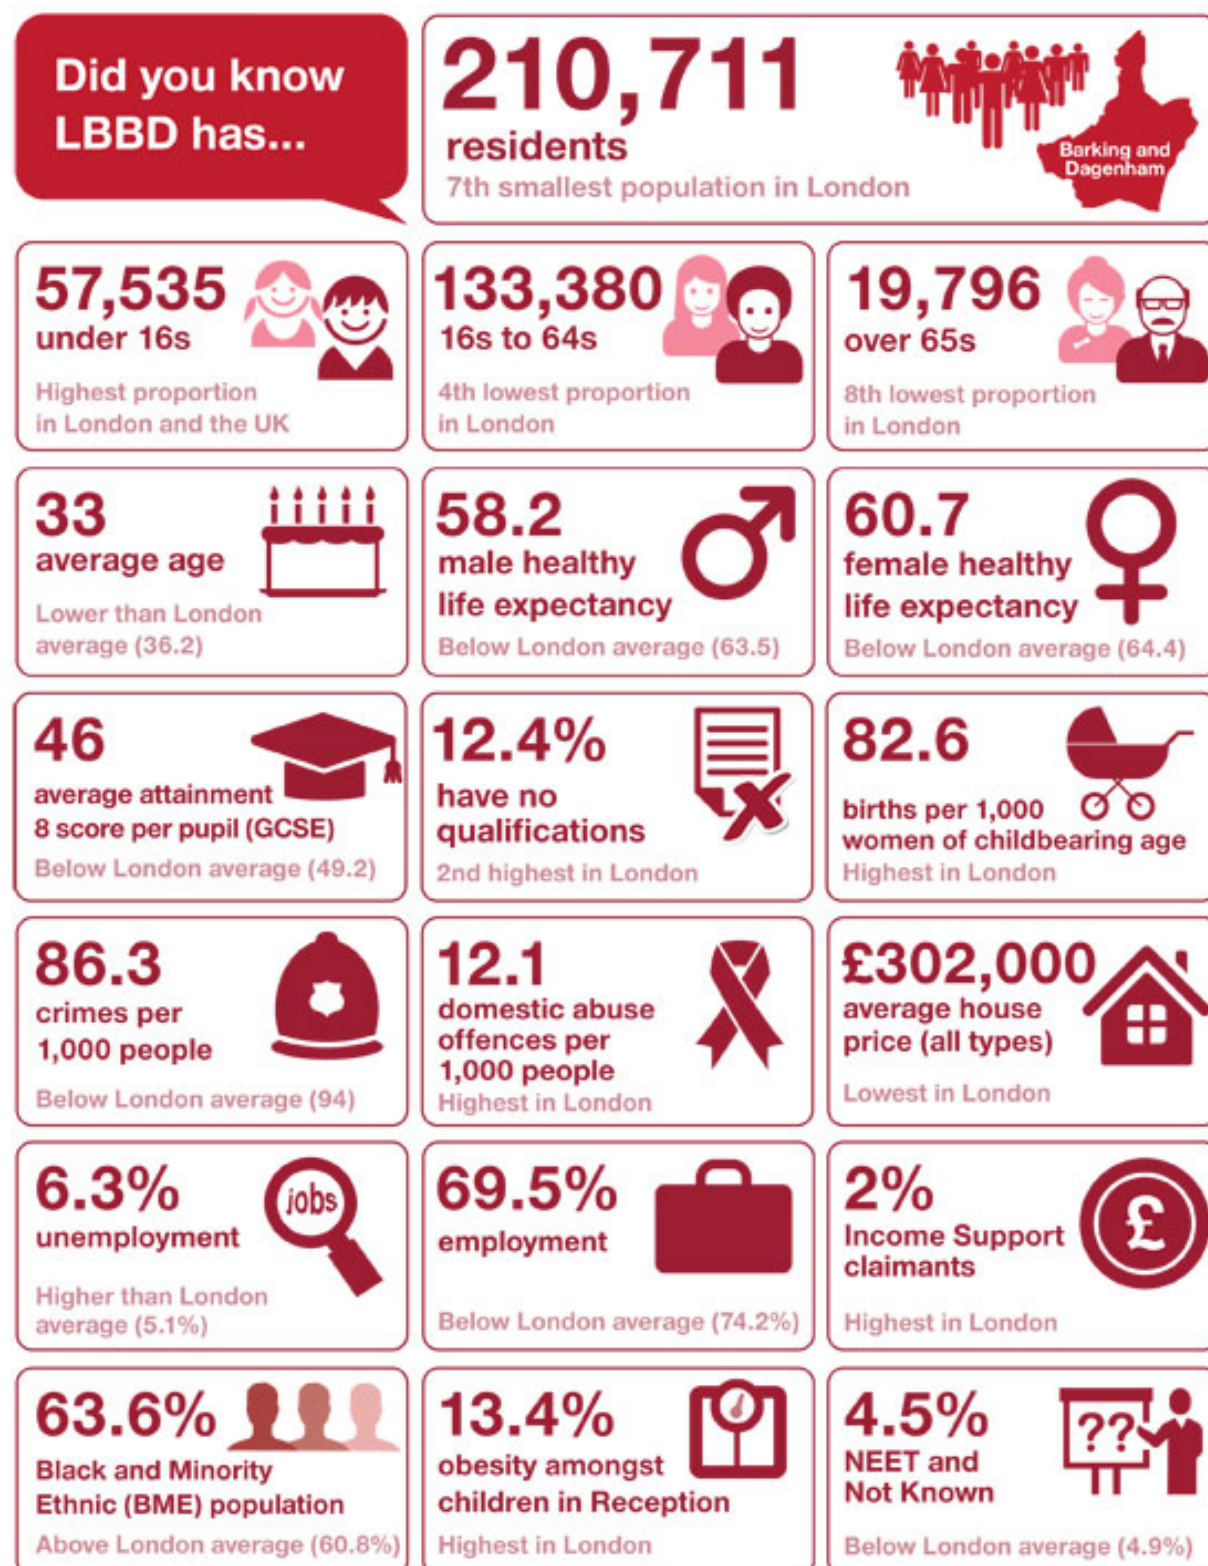 Did you know
LBBD has...
210,711
residents
7th smallest population in London
Barking and
Dagenham
57,535
under 16s
Highest proportion
in London and the UK
133,380
16s to 64s
4th lowest proportion
in London
19,796
over 65s
8th lowest proportion
in London
33
average age
Lower than London
average (36.2)
58.2
male healthy
life expectancy
Below London average (63.5)
60.7
female healthy
life expectancy
Below London average (64.4)
46
average attainment
8 score per pupil (GCSE)
Below London average (49.2)
12.4%
have no
qualifications
2nd highest in London
82.6
births per 1,000
women of childbearing age
Highest in London
86.3
crimes per
1,000 people
Below London average (94)
12.1
domestic abuse
offences per
1,000 people
Highest in London
£302,000
average house
price (all types)
Lowest in London
6.3%
unemployment
jobs
Higher than London
average (5.1%)
69.5%
employment
Below London average (74.2%)
2%
Income Support
claimants
£
Highest in London
63.6%
Black and Minority
Ethnic (BME) population
Above London average (60.8%)
13.4%
obesity amongst
children in Reception
Highest in London
4.5%
NEET and
Not Known
??
Below London average (4.9%)